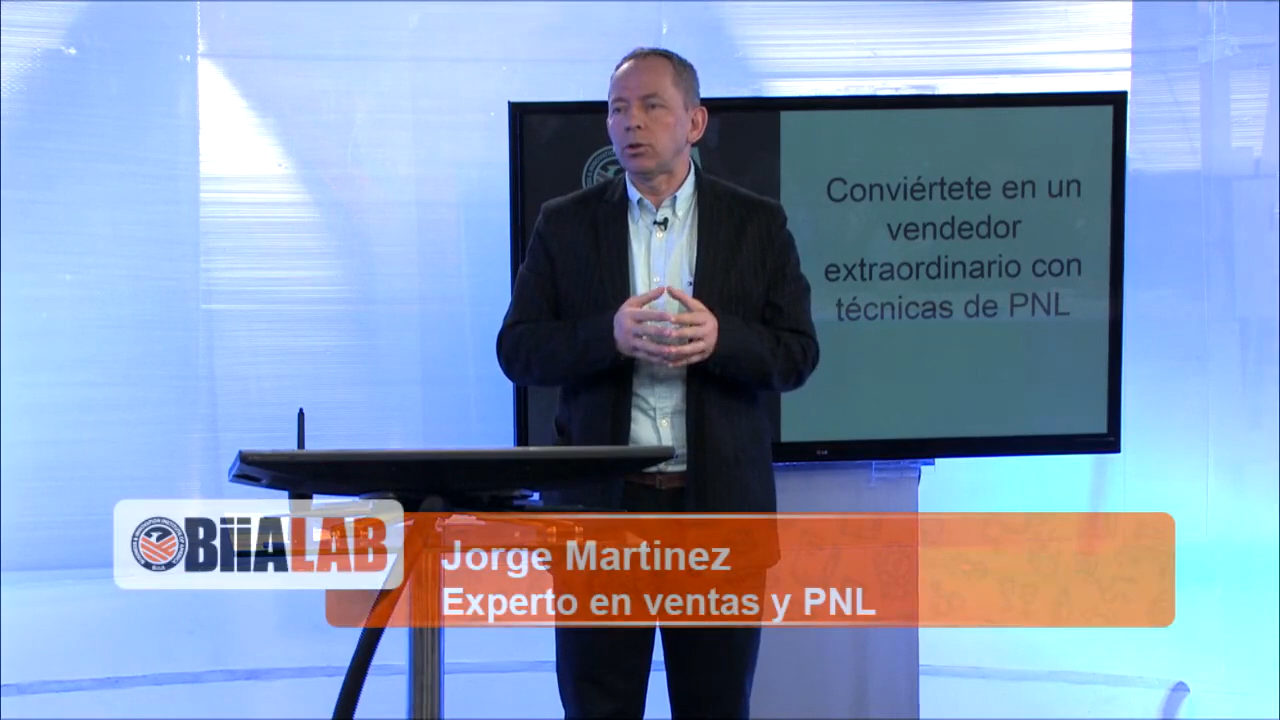 Conviértete en un
vendedor
extraordinario con
técnicas de PNL
BiiALAB
Jorge Martinez
Experto en ventas y PNL